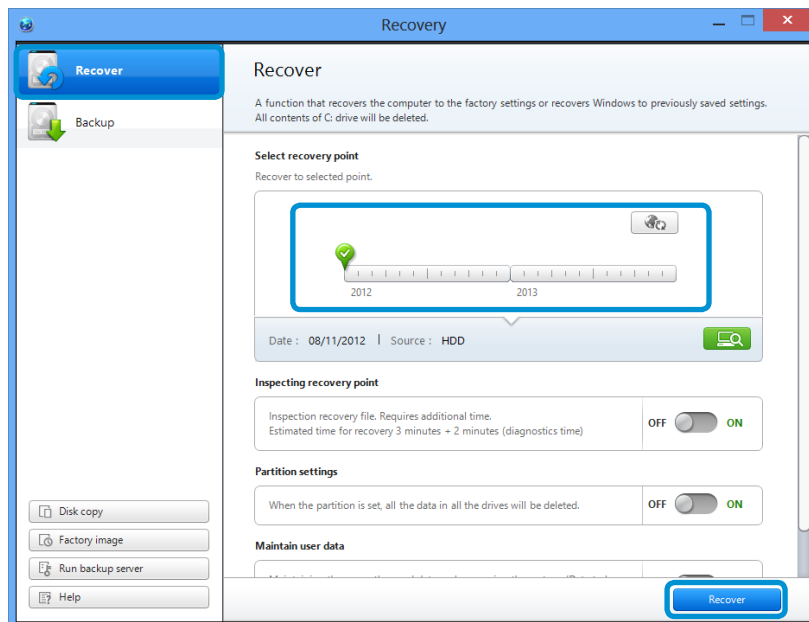 Recovery
Recover
Backup
Disk copy
Factory image
Run backup server
Help
Recover
A function that recovers the computer to the factory settings or recovers Windows to previously saved settings.
All contents of C: drive will be deleted.
Select recovery point
Recover to selected point.
2012 2013
Date : 08/11/2012 | Source : HDD
Inspecting recovery point
Inspection recovery file. Requires additional time.
Estimated time for recovery 3 minutes + 2 minutes (diagnostics time)
OFF ON
Partition settings
When the partition is set, all the data in all the drives will be deleted.
OFF ON
Maintain user data
Recover